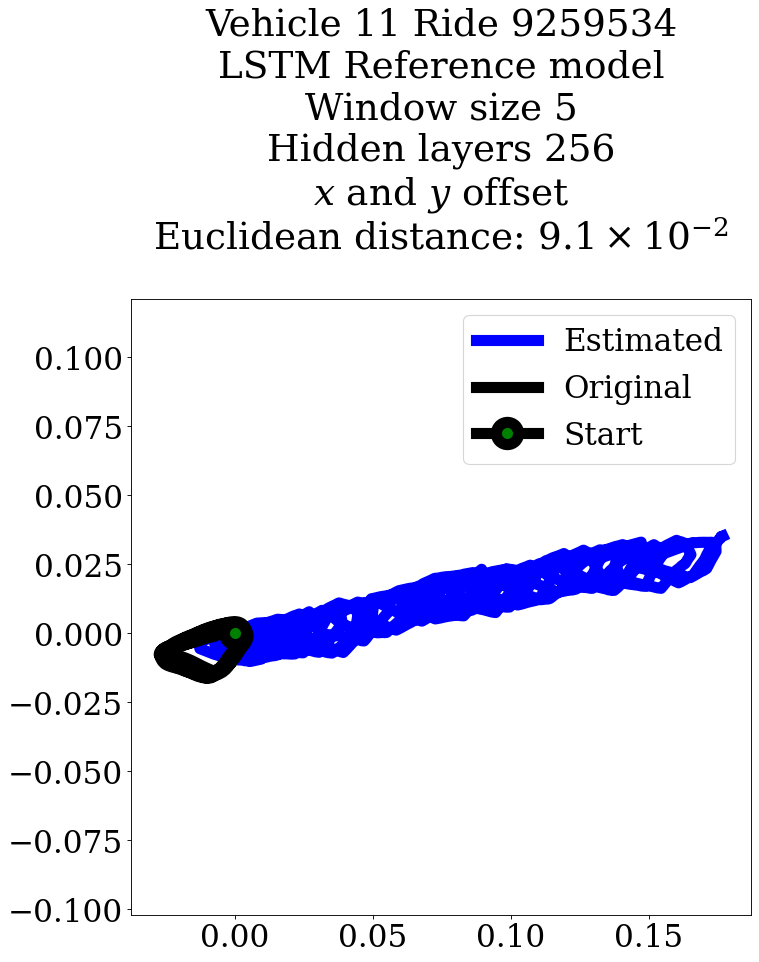 Vehicle 11 Ride 9259534
LSTM Reference model
Window size 5
Hidden layers 256
x and y offset
Euclidean distance: 9.1 × 10⁻²
Estimated
Original
Start
0.100
0.075
0.050
0.025
0.000
−0.025
−0.050
−0.075
−0.100
0.00 0.05 0.10 0.15